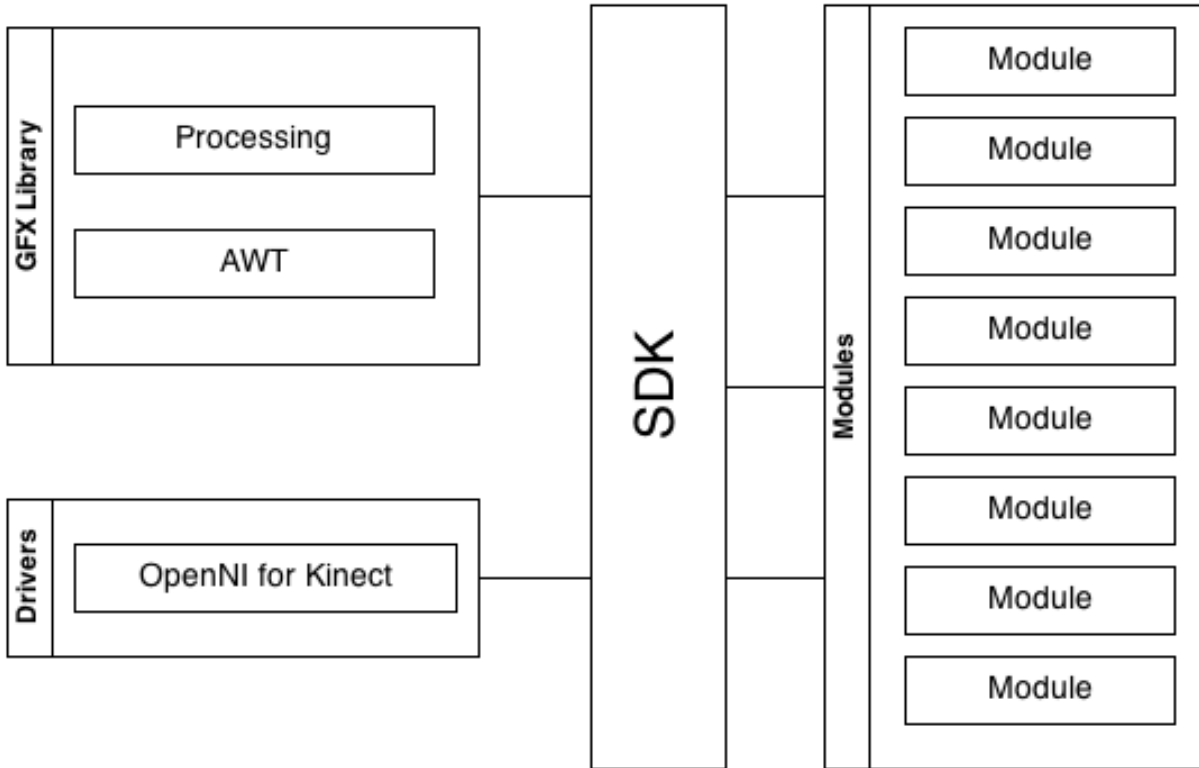 GFX Library
Processing
AWT
Drivers
OpenNI for Kinect
SDK
Modules
Module
Module
Module
Module
Module
Module
Module
Module